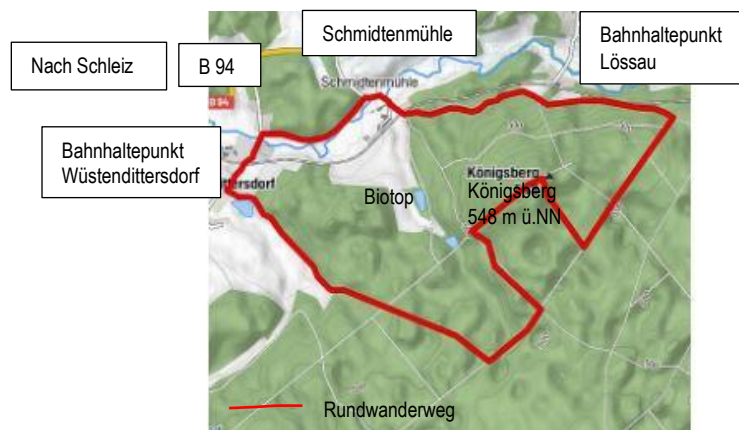 Schmidtenmühle
Bahnhaltepunkt
Lössau
Nach Schleiz
B 94
Schmidtenmühle
B 94
Bahnhaltepunkt
Wüstendittersdorf
ttersdorf
Königsberg
Biotop
Königsberg
548 m ü.NN
Rundwanderweg